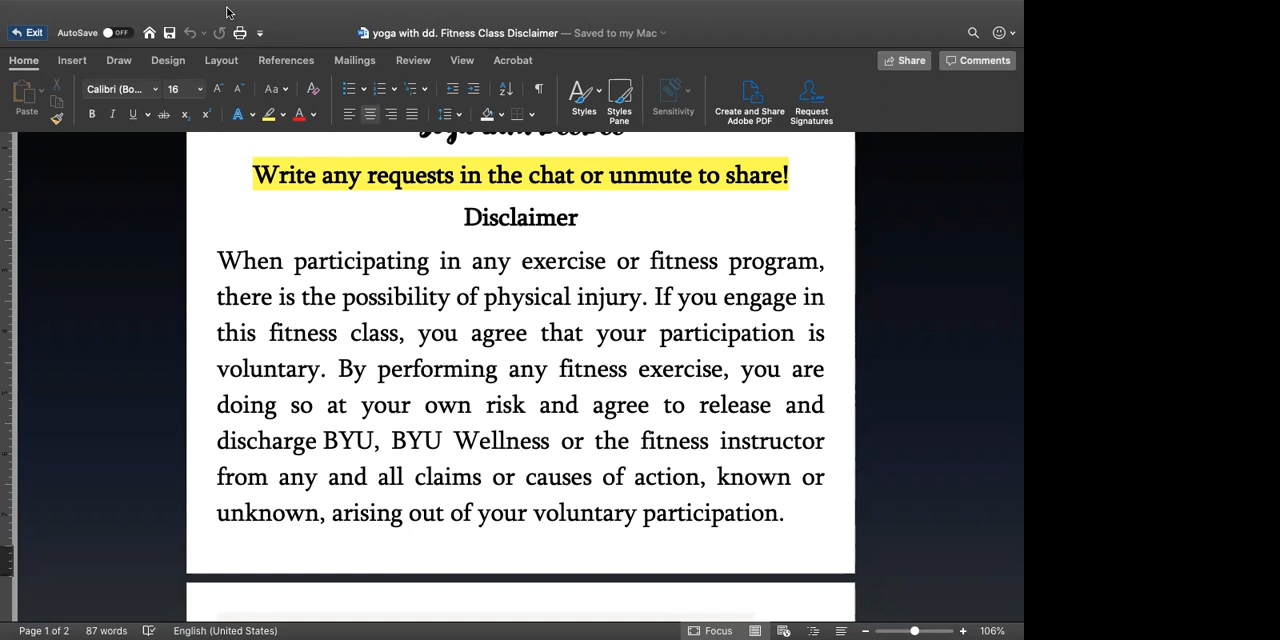 Exit AutoSave OFF yoga with dd. Fitness Class Disclaimer — Saved to my Mac
Home Insert Draw Design Layout References Mailings Review View Acrobat Share Comments
Paste Calibri (Bo... 16 Styles Styles Pane Sensitivity Create and Share Adobe PDF Request Signatures
Write any requests in the chat or unmute to share!
Disclaimer
When participating in any exercise or fitness program,
there is the possibility of physical injury. If you engage in
this fitness class, you agree that your participation is
voluntary. By performing any fitness exercise, you are
doing so at your own risk and agree to release and
discharge BYU, BYU Wellness or the fitness instructor
from any and all claims or causes of action, known or
unknown, arising out of your voluntary participation.
Page 1 of 2 87 words English (United States) Focus 106%